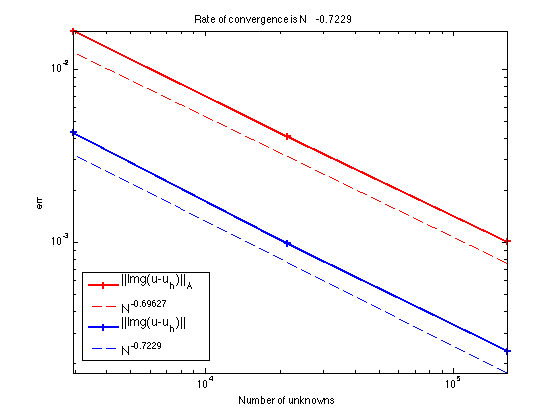 Rate of convergence is N -0.7229
10^-2
10^-3
err
||Img(u-u_h)||_A
N^-0.69627
||Img(u-u_h)||
N^-0.7229
10^4
10^5
Number of unknowns